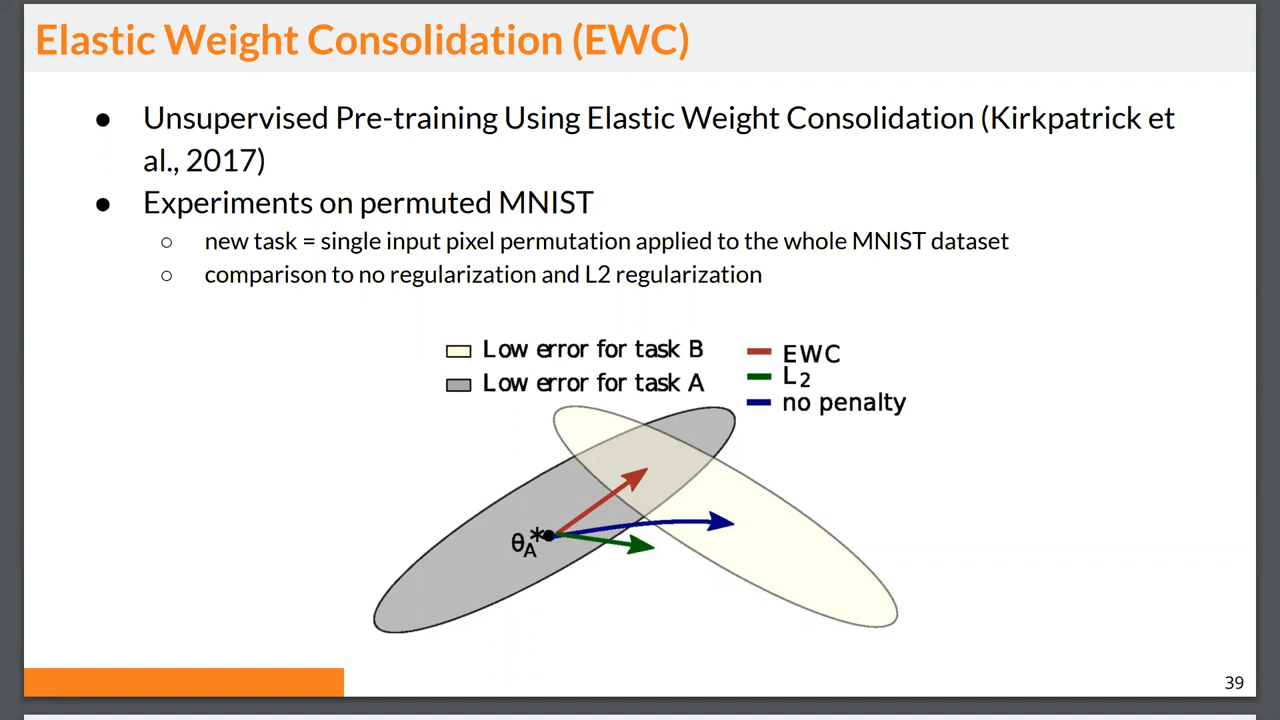 Elastic Weight Consolidation (EWC)
● Unsupervised Pre-training Using Elastic Weight Consolidation (Kirkpatrick et
al., 2017)
● Experiments on permuted MNIST
○ new task = single input pixel permutation applied to the whole MNIST dataset
○ comparison to no regularization and L2 regularization
Low error for task B
Low error for task A
EWC
L2
no penalty
θA*
39